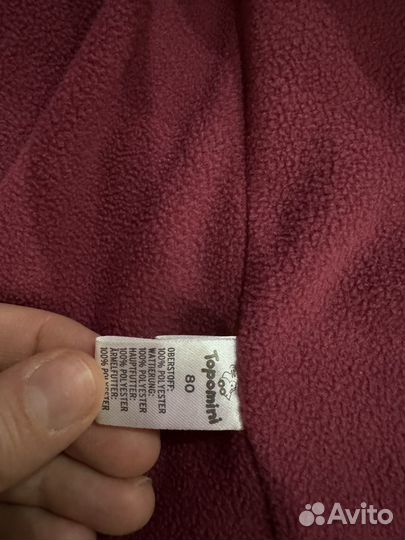 Topomini
80
OBERSTOFF:
100% POLYESTER
WATTIERUNG:
100% POLYESTER
HAUPTFUTTER:
100% POLYESTER
ÄRMELFUTTER:
100% POLYESTER
Avito